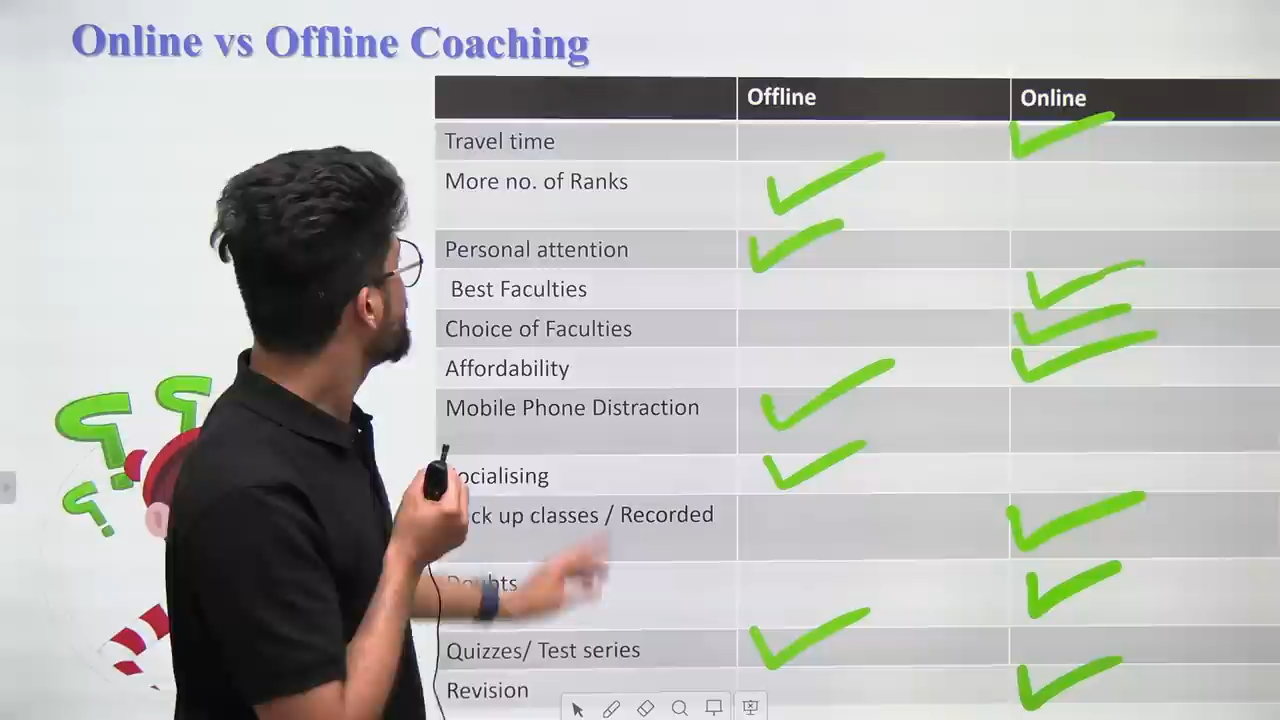 Online vs Offline Coaching
Offline Online
Travel time
More no. of Ranks
Personal attention
Best Faculties
Choice of Faculties
Affordability
Mobile Phone Distraction
ocialising
ck up classes / Recorded
Doubts
Quizzes/ Test series
Revision